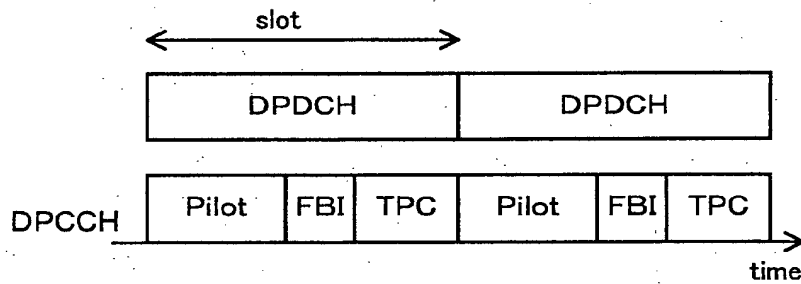 slot
DPDCH DPDCH
DPCCH Pilot FBI TPC Pilot FBI TPC
time